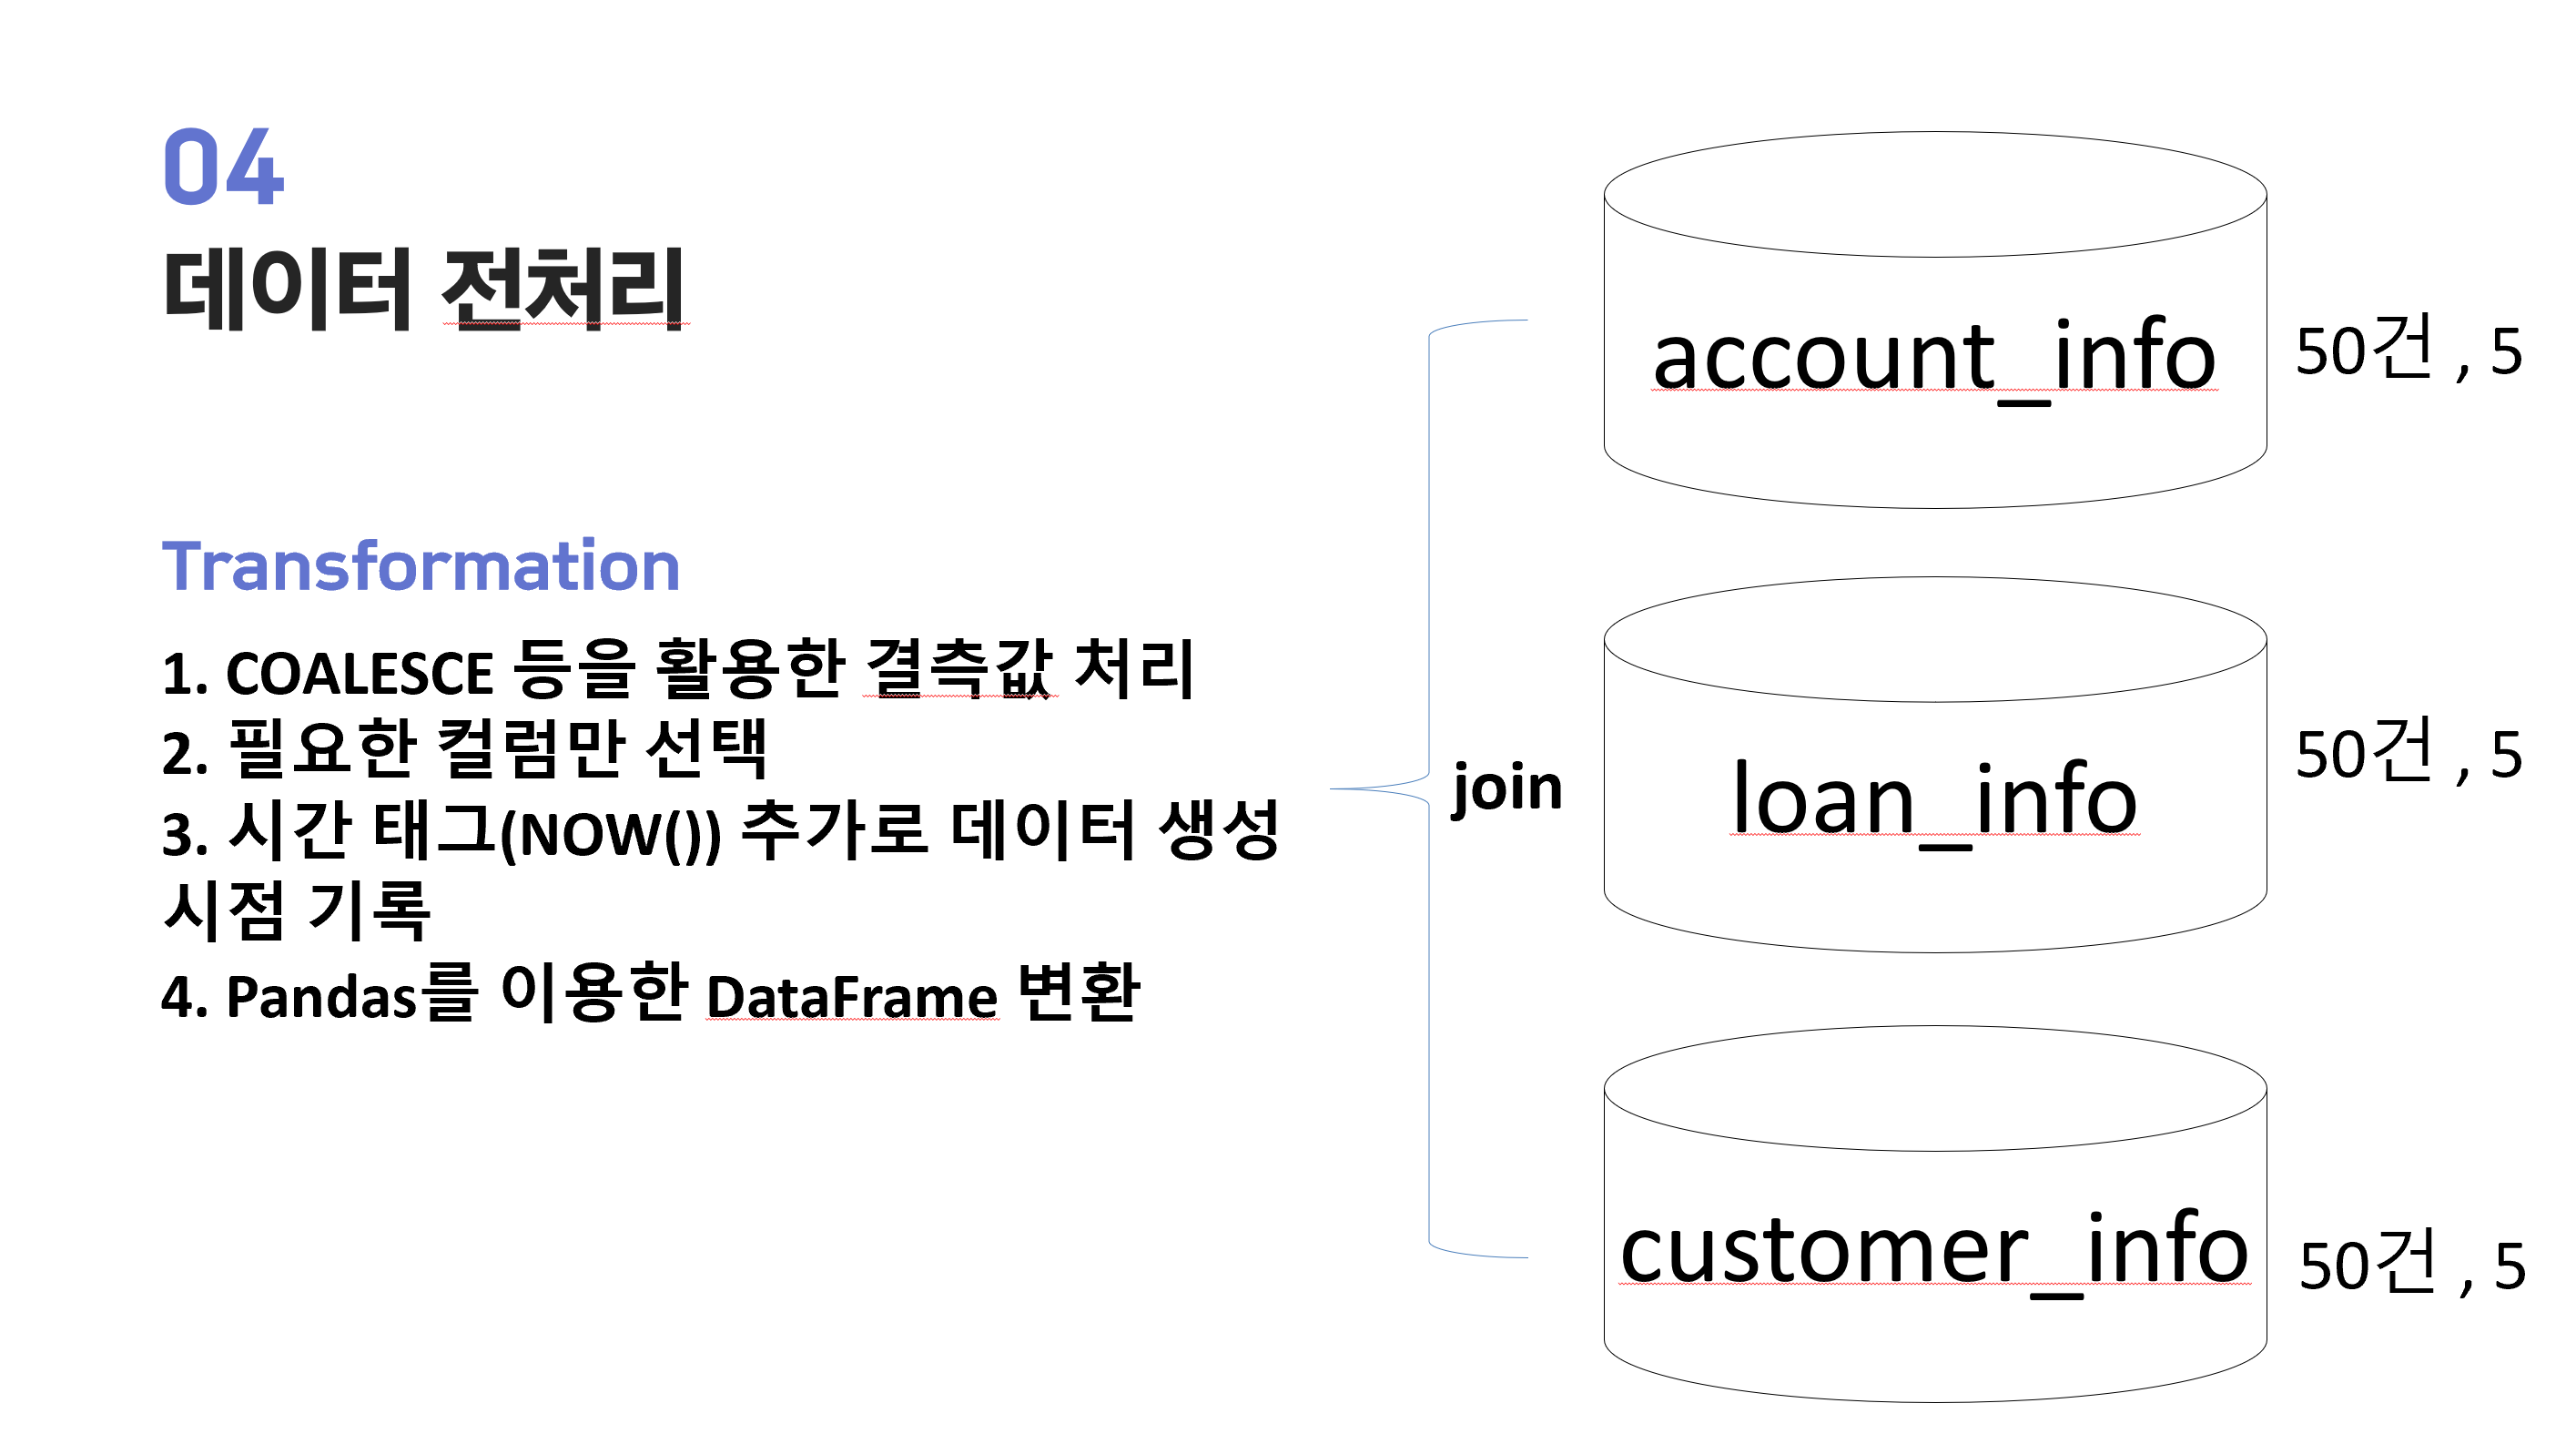 04
데이터 전처리
Transformation
1. COALESCE 등을 활용한 결측값 처리
2. 필요한 컬럼만 선택
3. 시간 태그(NOW()) 추가로 데이터 생성
시점 기록
4. Pandas를 이용한 DataFrame 변환
join
account_info
50건 , 5
loan_info
50건 , 5
customer_info
50건 , 5